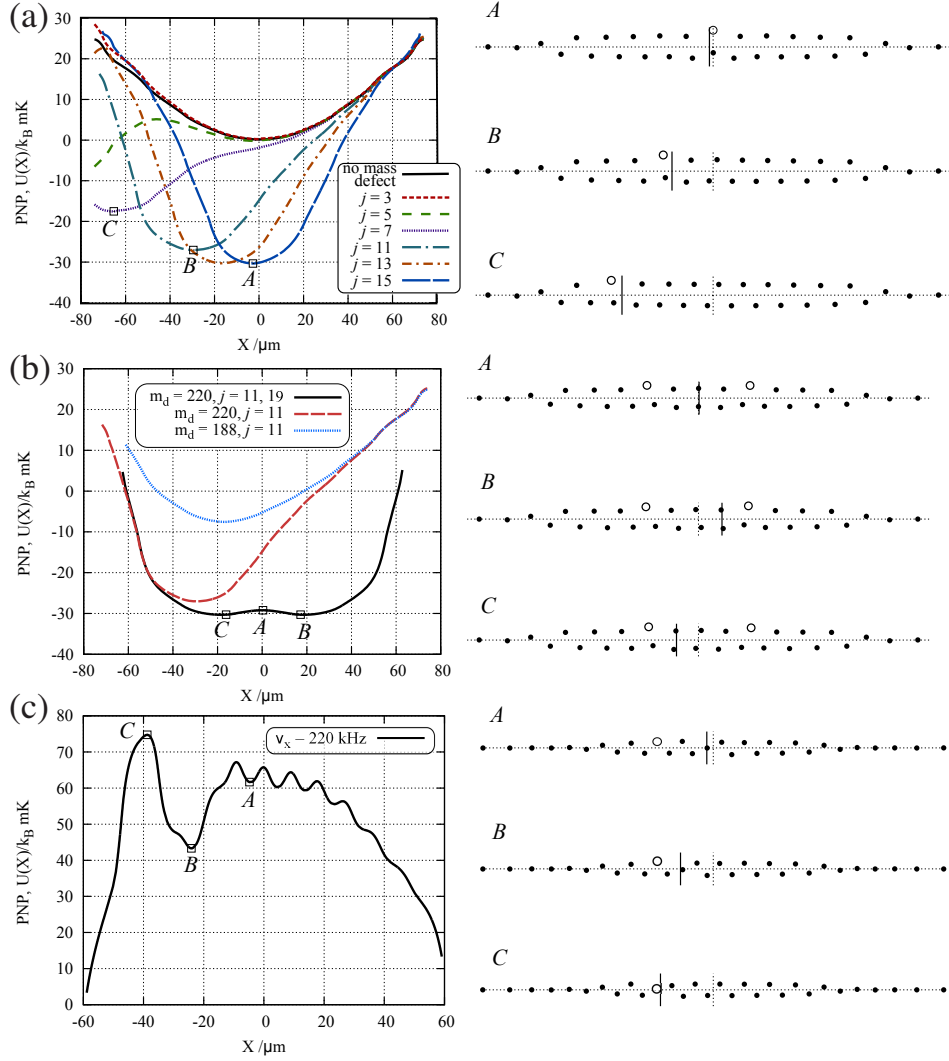 (a)
PNP, U(X)/k_B mK
30
20
10
0
-10
-20
-30
-40
-80 -60 -40 -20 0 20 40 60 80
X /μm
no mass
defect
j = 3
j = 5
j = 7
j = 11
j = 13
j = 15
C
B
A
A
B
C
(b)
PNP, U(X)/k_B mK
30
20
10
0
-10
-20
-30
-40
-80 -60 -40 -20 0 20 40 60 80
X /μm
m_d = 220, j = 11, 19
m_d = 220, j = 11
m_d = 188, j = 11
C
A
B
A
B
C
(c)
PNP, U(X)/k_B mK
80
70
60
50
40
30
20
10
0
-60 -40 -20 0 20 40 60
X /μm
ν_x – 220 kHz
C
B
A
A
B
C